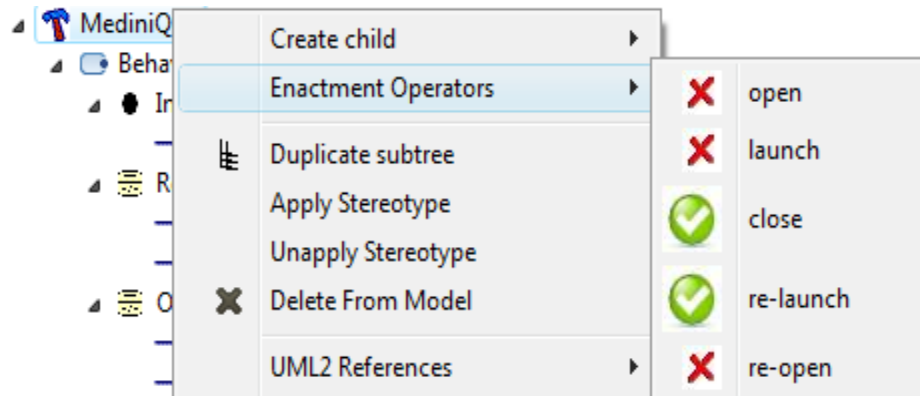 MediniQ
Create child
Beha
Enactment Operators
open
In
launch
Duplicate subtree
R
Apply Stereotype
close
Unapply Stereotype
O
Delete From Model
re-launch
UML2 References
re-open